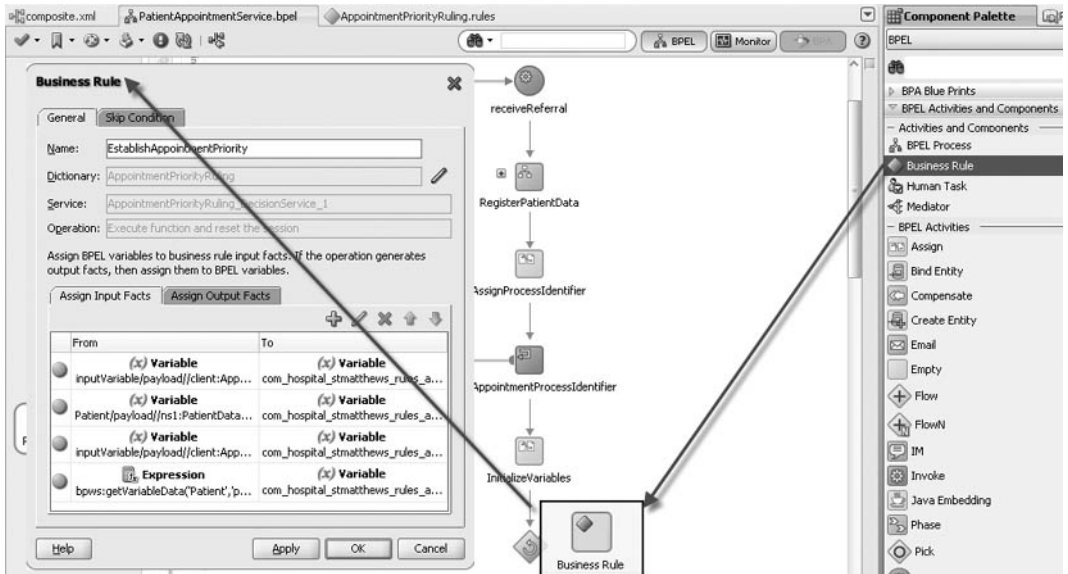 composite.xml
PatientAppointmentService.bpel
AppointmentPriorityRuling.rules
BPEL
Monitor
BPA
Business Rule
General
Skip Condition
Name:
EstablishAppointmentPriority
Dictionary:
AppointmentPriorityRuling
Service:
AppointmentPriorityRuling_DecisionService_1
Operation:
Execute function and reset the session
Assign BPEL variables to business rule input facts. If the operation generates
output facts, then assign them to BPEL variables.
Assign Input Facts
Assign Output Facts
From
To
(x) Variable
inputVariable/payload//client:App...
(x) Variable
com_hospital_stmatthews_rules_a...
(x) Variable
Patient/payload//ns1:PatientData...
(x) Variable
com_hospital_stmatthews_rules_a...
(x) Variable
inputVariable/payload//client:App...
(x) Variable
com_hospital_stmatthews_rules_a...
Expression
bpws:getVariableData('Patient','p...
(x) Variable
com_hospital_stmatthews_rules_a...
Help
Apply
OK
Cancel
receiveReferral
RegisterPatientData
AssignProcessIdentifier
AppointmentProcessIdentifier
InitializeVariables
Business Rule
Component Palette
BPEL
BPA Blue Prints
BPEL Activities and Components
Activities and Components
BPEL Process
Business Rule
Human Task
Mediator
BPEL Activities
Assign
Bind Entity
Compensate
Create Entity
Email
Empty
Flow
FlowN
IM
Invoke
Java Embedding
Phase
Pick